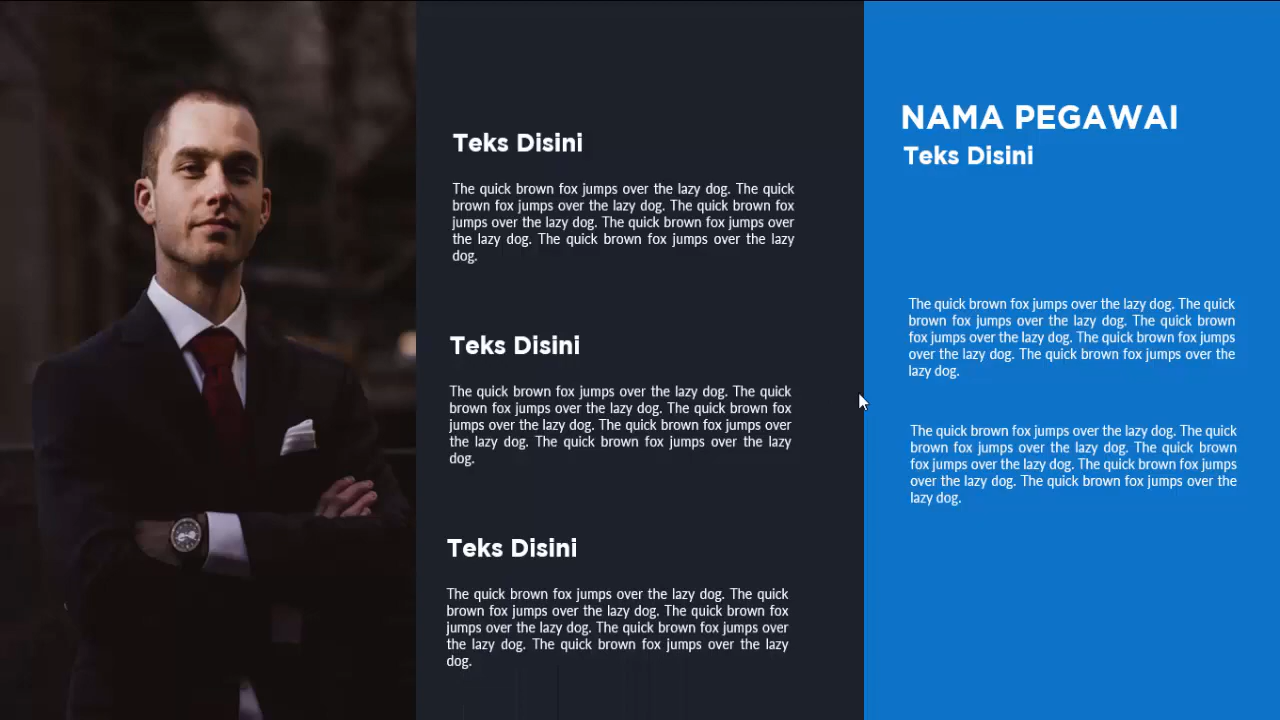 Teks Disini
The quick brown fox jumps over the lazy dog. The quick
brown fox jumps over the lazy dog. The quick brown fox
jumps over the lazy dog. The quick brown fox jumps over
the lazy dog. The quick brown fox jumps over the lazy
dog.
Teks Disini
The quick brown fox jumps over the lazy dog. The quick
brown fox jumps over the lazy dog. The quick brown fox
jumps over the lazy dog. The quick brown fox jumps over
the lazy dog. The quick brown fox jumps over the lazy
dog.
Teks Disini
The quick brown fox jumps over the lazy dog. The quick
brown fox jumps over the lazy dog. The quick brown fox
jumps over the lazy dog. The quick brown fox jumps over
the lazy dog. The quick brown fox jumps over the lazy
dog.
NAMA PEGAWAI
Teks Disini
The quick brown fox jumps over the lazy dog. The quick
brown fox jumps over the lazy dog. The quick brown
fox jumps over the lazy dog. The quick brown fox jumps
over the lazy dog. The quick brown fox jumps over the
lazy dog.
The quick brown fox jumps over the lazy dog. The quick
brown fox jumps over the lazy dog. The quick brown
fox jumps over the lazy dog. The quick brown fox jumps
over the lazy dog. The quick brown fox jumps over the
lazy dog.